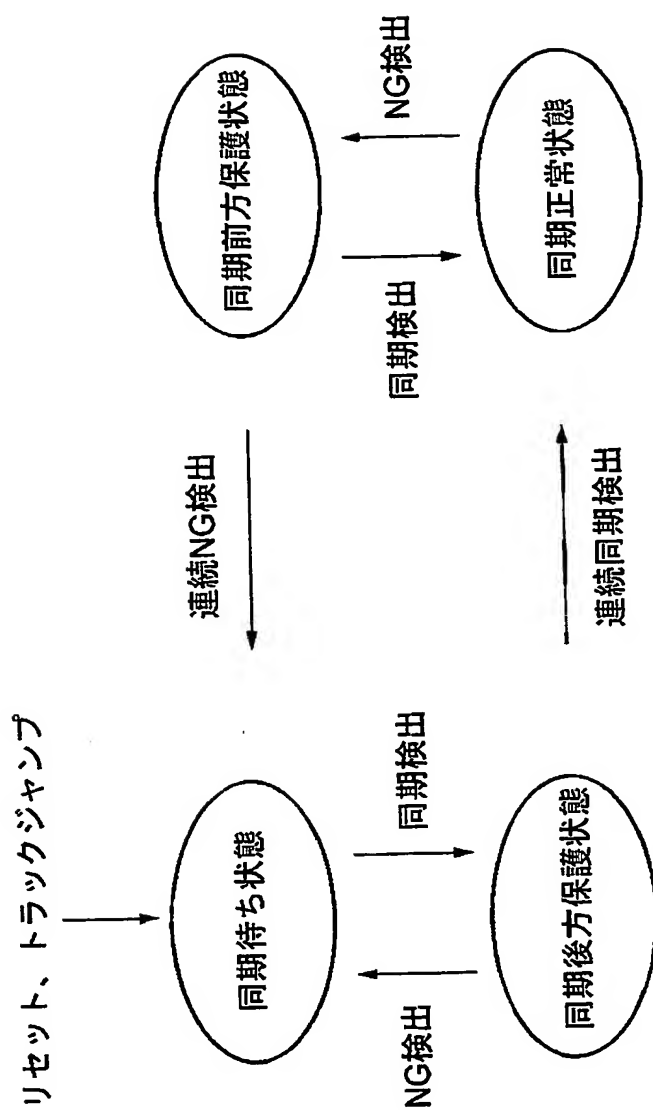 リセット、トラックジャンプ
同期待ち状態
連続NG検出
同期前方保護状態
NG検出
同期検出
同期検出
NG検出
同期後方保護状態
連続同期検出
同期正常状態